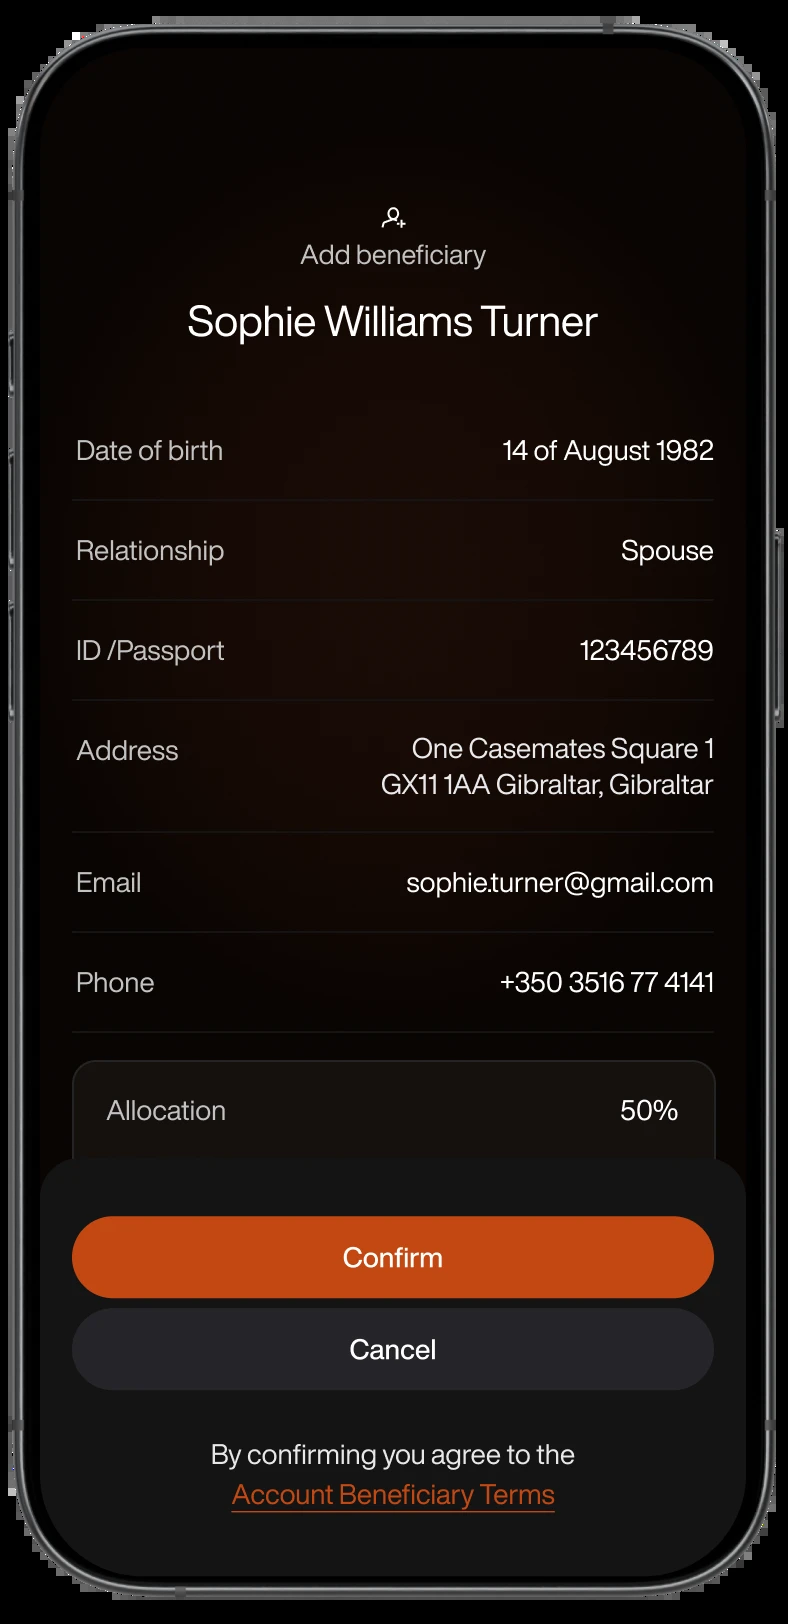 Add beneficiary
Sophie Williams Turner
Date of birth 14 of August 1982
Relationship Spouse
ID /Passport 123456789
Address One Casemates Square 1
GX11 1AA Gibraltar, Gibraltar
Email sophie.turner@gmail.com
Phone +350 3516 77 4141
Allocation 50%
Confirm
Cancel
By confirming you agree to the
Account Beneficiary Terms